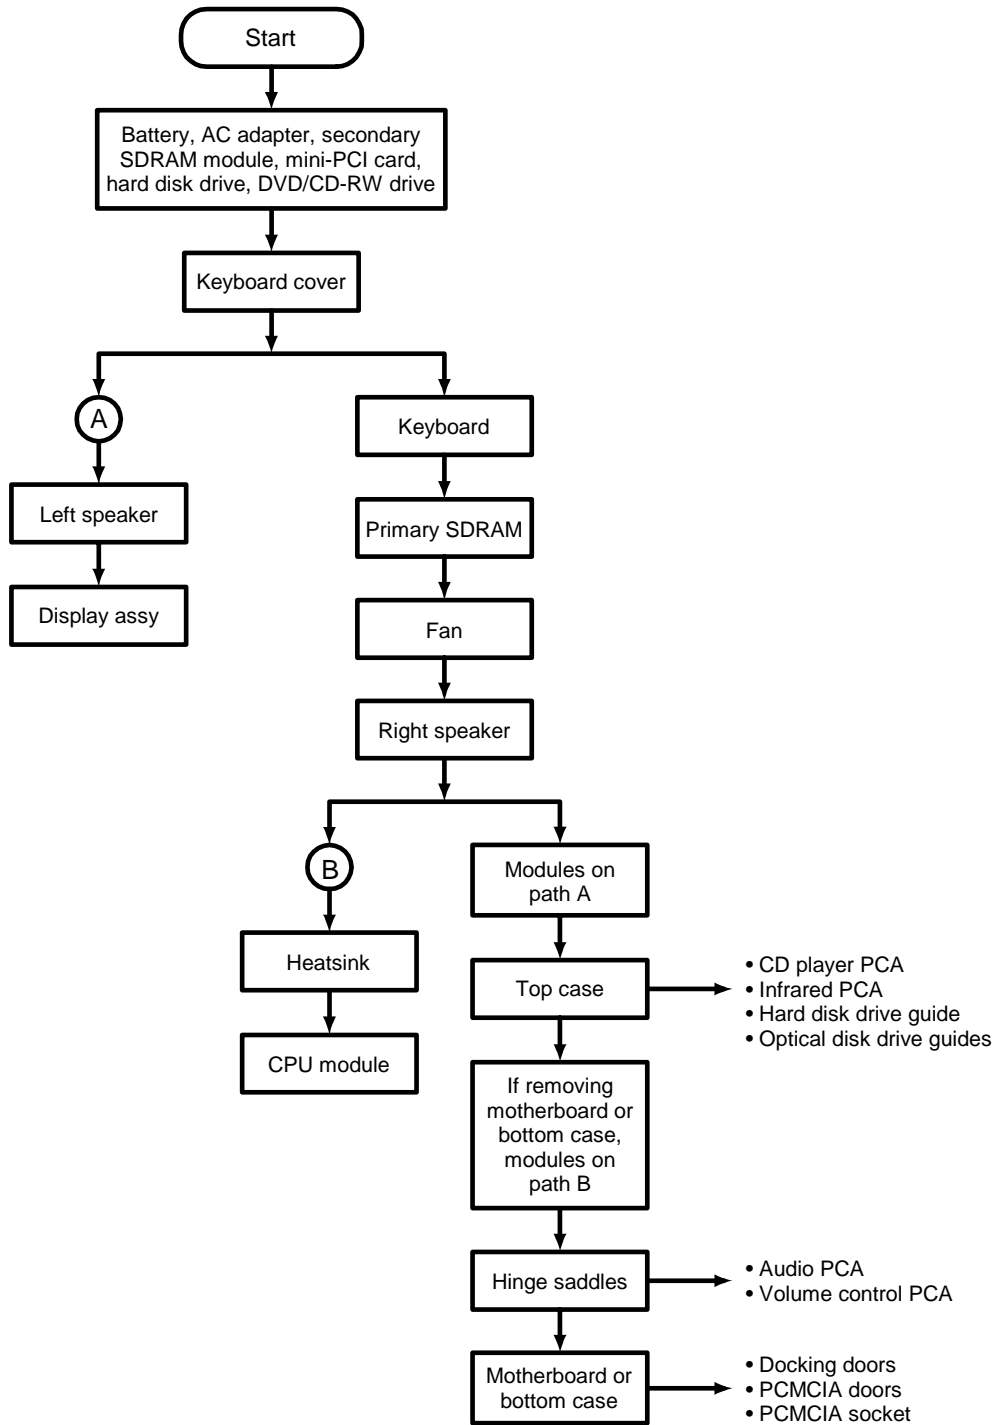 Start
Battery, AC adapter, secondary
SDRAM module, mini-PCI card,
hard disk drive, DVD/CD-RW drive
Keyboard cover
A
Keyboard
Left speaker
Primary SDRAM
Display assy
Fan
Right speaker
B
Modules on
path A
Heatsink
Top case
• CD player PCA
• Infrared PCA
• Hard disk drive guide
• Optical disk drive guides
CPU module
If removing
motherboard or
bottom case,
modules on
path B
Hinge saddles
• Audio PCA
• Volume control PCA
Motherboard or
bottom case
• Docking doors
• PCMCIA doors
• PCMCIA socket